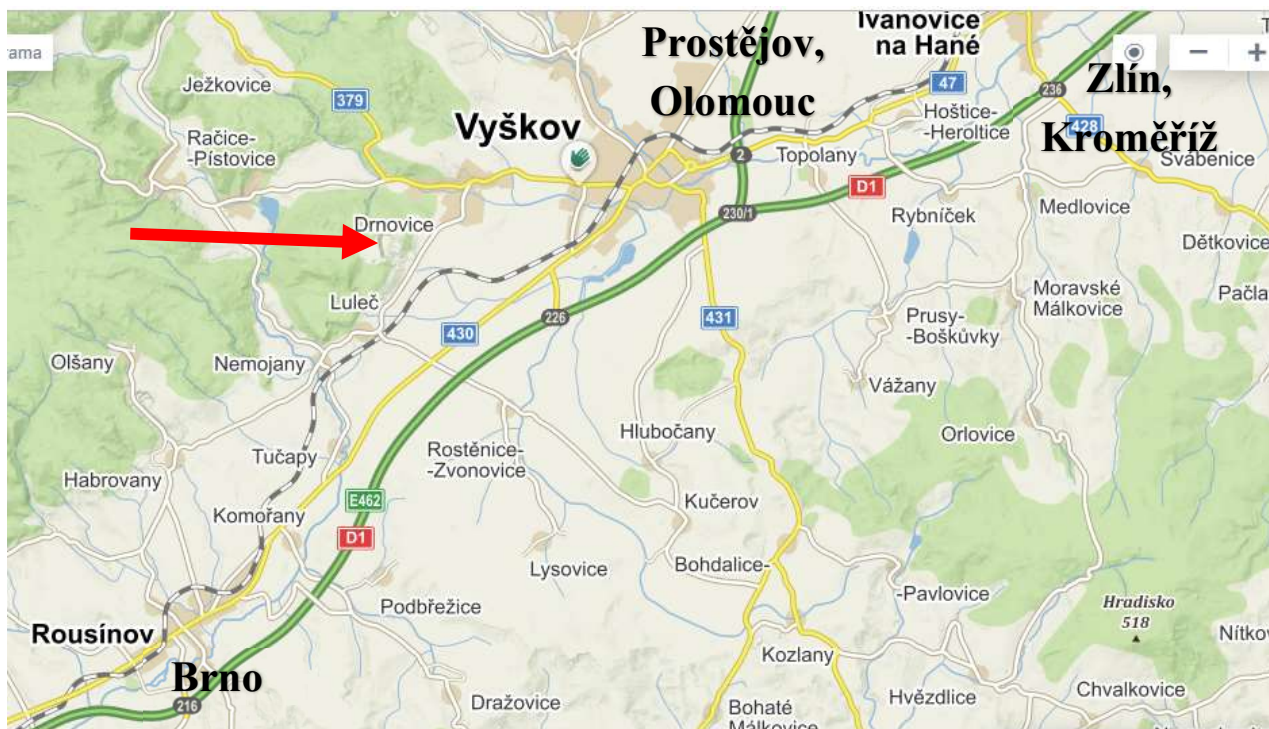 rama
Ježkovice
379
Račice-
-Pístovice
Vyškov
Prostějov,
Olomouc
Ivanovice
na Hané
47
Hoštice-
-Heroltice
236
Zlín,
Kroměříž
428
Švábenice
2
Topolany
D1
230/1
Rybníček
Medlovice
Dětkovice
Drnovice
Luleč
430
226
431
Prusy-
-Boškůvky
Moravské
Málkovice
Pačla
Olšany
Nemojany
Vážany
Orlovice
Hlubočany
Tučapy
Rostěnice-
-Zvonovice
Habrovany
E462
D1
Komořany
Kučerov
Lysovice
Bohdalice-
-Pavlovice
Podbřežice
Hradisko
518
Nítko
Rousínov
Brno
216
Kozlany
Dražovice
Hvězdlice
Chvalkovice
Bohaté
Málkovice